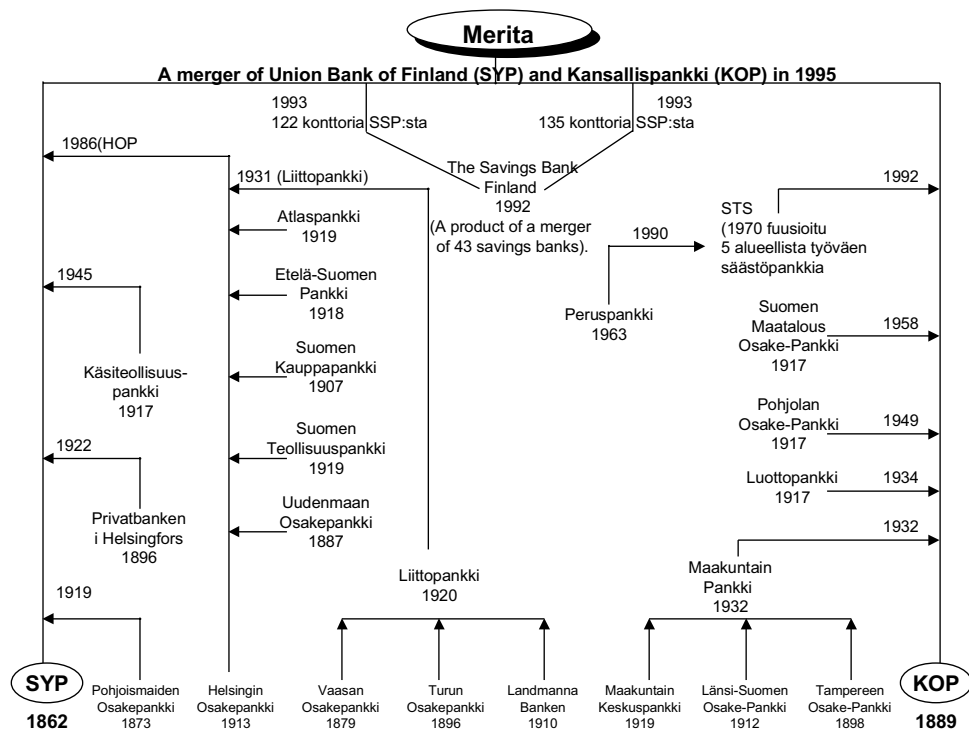 Merita
A merger of Union Bank of Finland (SYP) and Kansallispankki (KOP) in 1995
1993
122 konttoria SSP:sta
1993
135 konttoria SSP:sta
1986(HOP
The Savings Bank
Finland
1992
(A product of a merger
of 43 savings banks).
1931 (Liittopankki)
1992
Atlaspankki
1919
STS
(1970 fusioitu
5 alueellista työväen
säästöpankkia
1990
1945
Etelä-Suomen
Pankki
1918
Peruspankki
1963
Suomen
Maatalous
Osake-Pankki
1917
1958
Käsiteollisuus-
pankki
1917
Suomen
Kauppapankki
1907
Pohjolan
Osake-Pankki
1917
1949
1922
Suomen
Teollisuuspankki
1919
Luottopankki
1917
1934
Privatbanken
i Helsingfors
1896
Uudenmaan
Osakepankki
1887
1932
Liittopankki
1920
Maakuntain
Pankki
1932
1919
SYP
1862
Pohjoismaiden
Osakepankki
1873
Helsingin
Osakepankki
1913
Vaasan
Osakepankki
1879
Turun
Osakepankki
1896
Landmanna
Banken
1910
Maakuntain
Keskuspankki
1919
Länsi-Suomen
Osake-Pankki
1912
Tampereen
Osake-Pankki
1898
KOP
1889